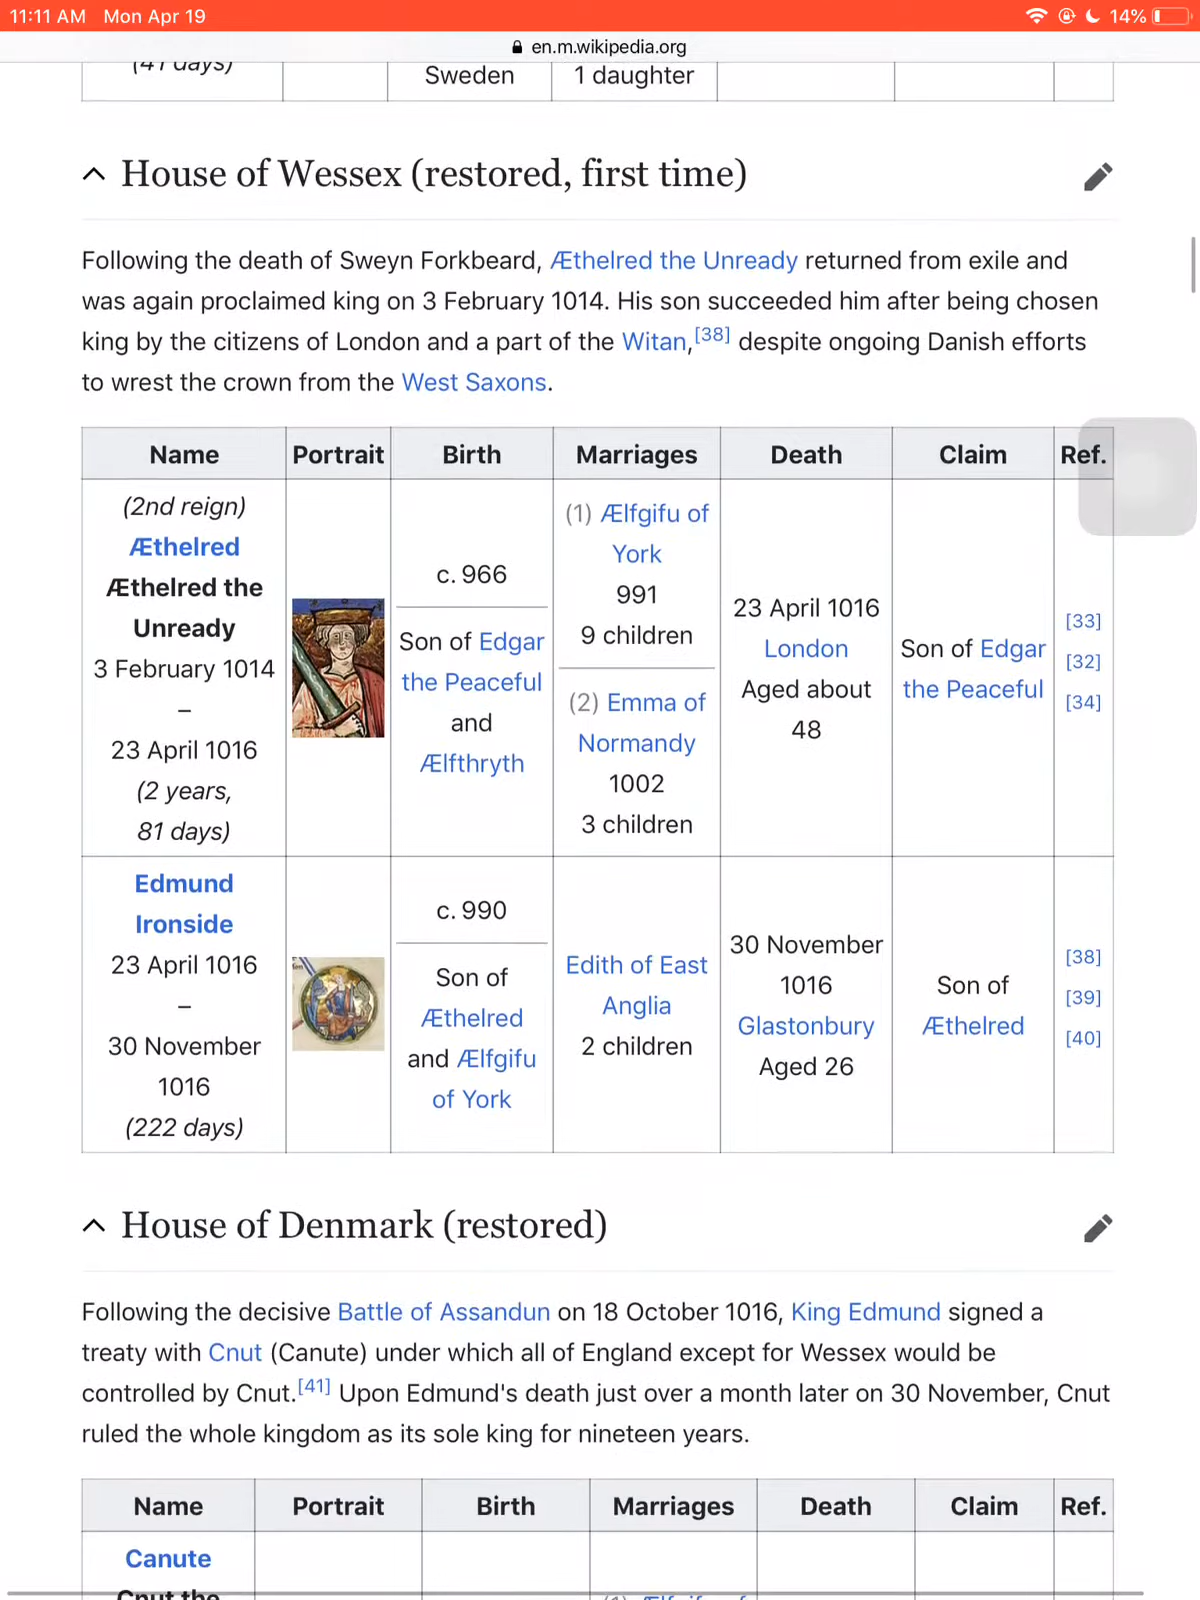 11:11 AM Mon Apr 19
14%
en.m.wikipedia.org
(41 days)
Sweden
1 daughter
House of Wessex (restored, first time)
Following the death of Sweyn Forkbeard, Æthelred the Unready returned from exile and
was again proclaimed king on 3 February 1014. His son succeeded him after being chosen
king by the citizens of London and a part of the Witan,[38] despite ongoing Danish efforts
to wrest the crown from the West Saxons.
Name Portrait Birth Marriages Death Claim Ref.
(2nd reign)
Æthelred
Æthelred the
Unready
3 February 1014
–
23 April 1016
(2 years,
81 days)
c. 966
Son of Edgar
the Peaceful
and
Ælfthryth
(1) Ælfgifu of
York
991
9 children
(2) Emma of
Normandy
1002
3 children
23 April 1016
London
Aged about
48
Son of Edgar
the Peaceful
[33]
[32]
[34]
Edmund
Ironside
23 April 1016
–
30 November
1016
(222 days)
c. 990
Son of
Æthelred
and Ælfgifu
of York
Edith of East
Anglia
2 children
30 November
1016
Glastonbury
Aged 26
Son of
Æthelred
[38]
[39]
[40]
House of Denmark (restored)
Following the decisive Battle of Assandun on 18 October 1016, King Edmund signed a
treaty with Cnut (Canute) under which all of England except for Wessex would be
controlled by Cnut.[41] Upon Edmund's death just over a month later on 30 November, Cnut
ruled the whole kingdom as its sole king for nineteen years.
Name Portrait Birth Marriages Death Claim Ref.
Canute
Cnut the
(1) Ælfgifu of